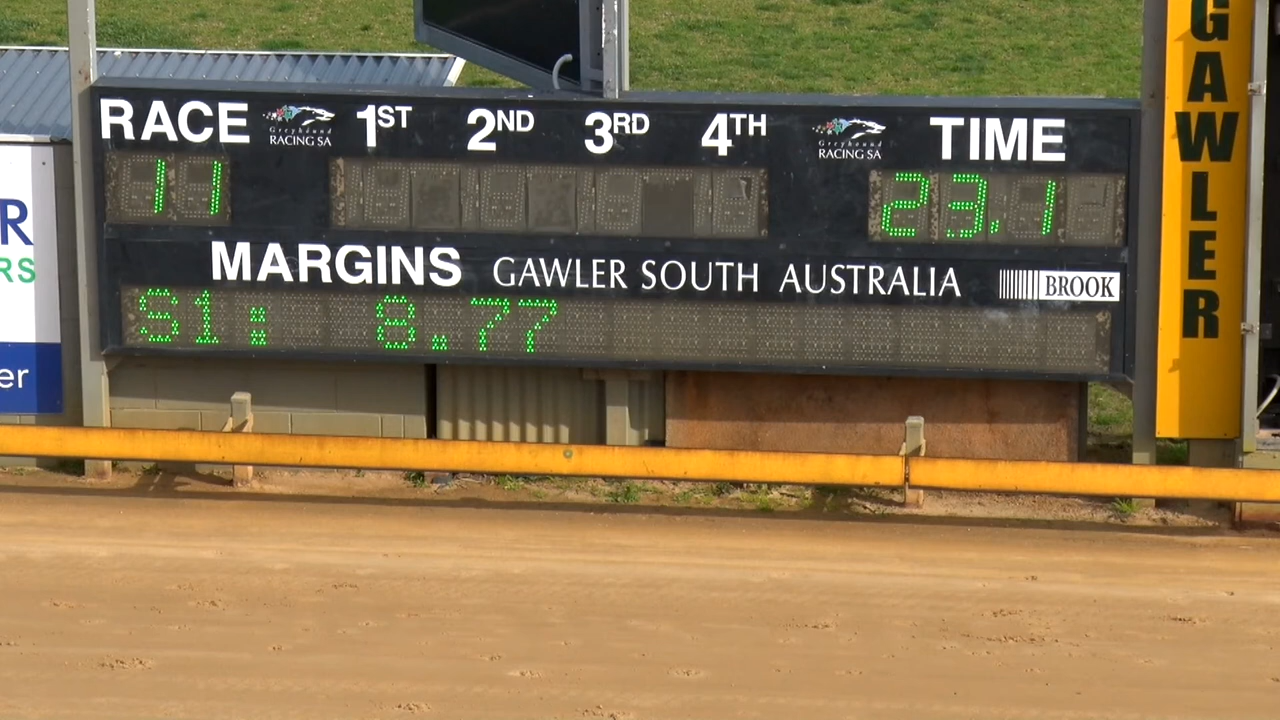 RACE
Greyhound
RACING SA
1ST 2ND 3RD 4TH
Greyhound
RACING SA
TIME
11
23.1
MARGINS GAWLER SOUTH AUSTRALIA BROOK
S1: 8.77
GAWLER
R
RS
er